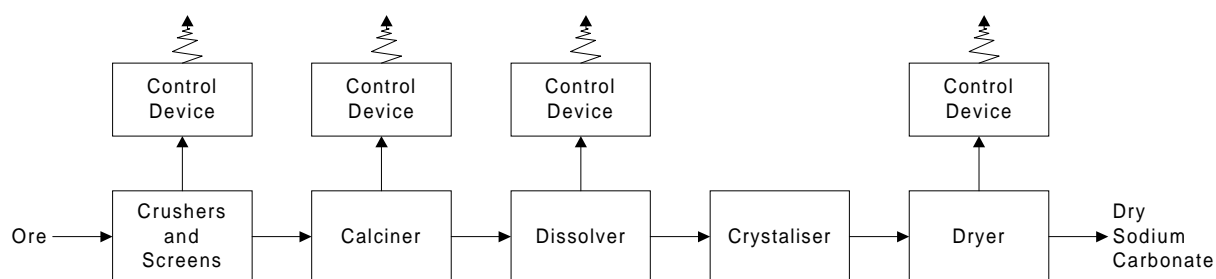 Control
Device
Control
Device
Control
Device
Control
Device
Ore
Crushers
and
Screens
Calciner
Dissolver
Crystaliser
Dryer
Dry
Sodium
Carbonate